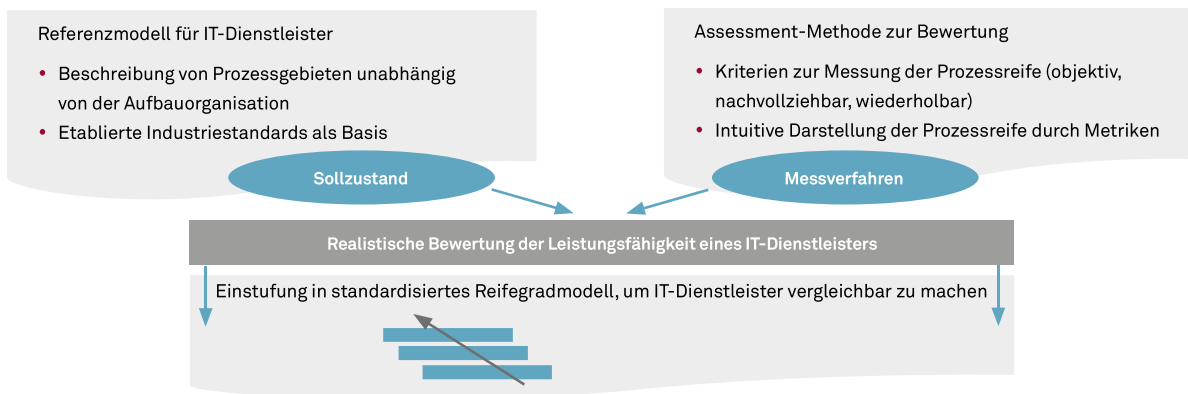 Referenzmodell für IT-Dienstleister
• Beschreibung von Prozessgebieten unabhängig
von der Aufbauorganisation
• Etablierte Industriestandards als Basis
Sollzustand
Assessment-Methode zur Bewertung
• Kriterien zur Messung der Prozessreife (objektiv,
nachvollziehbar, wiederholbar)
• Intuitive Darstellung der Prozessreife durch Metriken
Messverfahren
Realistische Bewertung der Leistungsfähigkeit eines IT-Dienstleisters
Einstufung in standardisiertes Reifegradmodell, um IT-Dienstleister vergleichbar zu machen